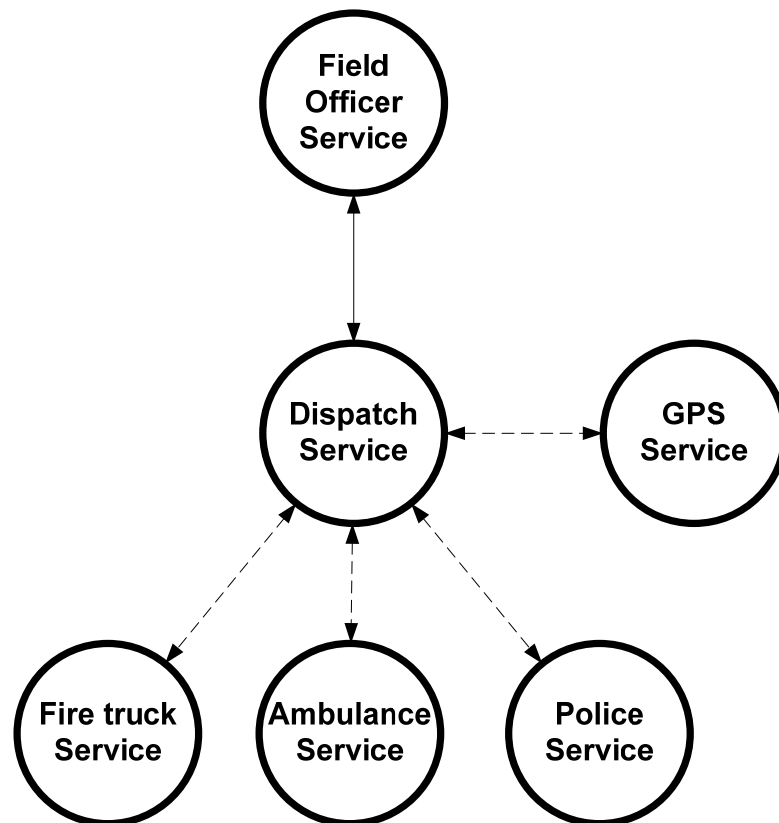 Field
Officer
Service
Dispatch
Service
GPS
Service
Fire truck
Service
Ambulance
Service
Police
Service